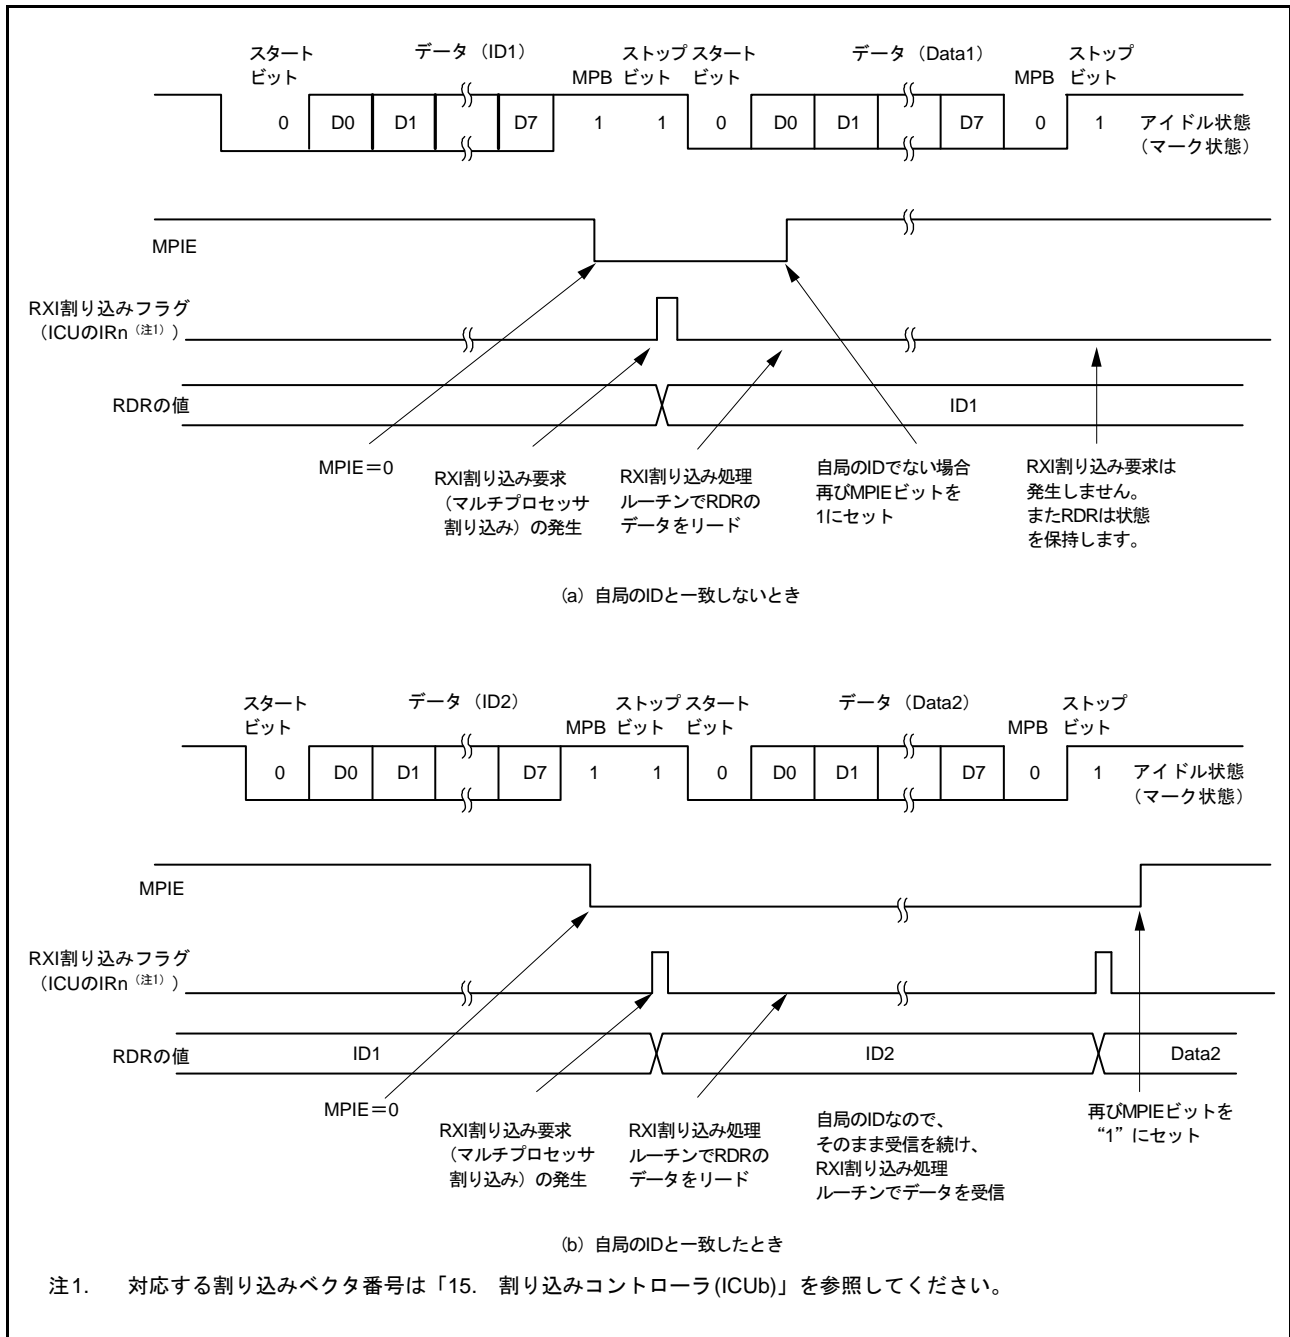 スタート
ビット
データ（ID1）
MPB
ストップ
ビット
スタート
ビット
データ（Data1）
MPB
ストップ
ビット
0 D0 D1 D7 1 1 0 D0 D1 D7 0 1
アイドル状態
（マーク状態）
MPIE
RXI割り込みフラグ
（ICUのIRn（注1））
RDRの値
ID1
MPIE＝0
RXI割り込み要求
（マルチプロセッサ
割り込み）の発生
RXI割り込み処理
ルーチンでRDRの
データをリード
自局のIDでない場合
再びMPIEビットを
1にセット
RXI割り込み要求は
発生しません。
またRDRは状態
を保持します。
（a）自局のIDと一致しないとき
スタート
ビット
データ（ID2）
MPB
ストップ
ビット
スタート
ビット
データ（Data2）
MPB
ストップ
ビット
0 D0 D1 D7 1 1 0 D0 D1 D7 0 1
アイドル状態
（マーク状態）
MPIE
RXI割り込みフラグ
（ICUのIRn（注1））
RDRの値
ID1 ID2 Data2
MPIE＝0
RXI割り込み要求
（マルチプロセッサ
割り込み）の発生
RXI割り込み処理
ルーチンでRDRの
データをリード
自局のIDなので、
そのまま受信を続け、
RXI割り込み処理
ルーチンでデータを受信
再びMPIEビットを
“1”にセット
（b）自局のIDと一致したとき
注1. 対応する割り込みベクタ番号は「15. 割り込みコントローラ(ICUb)」を参照してください。